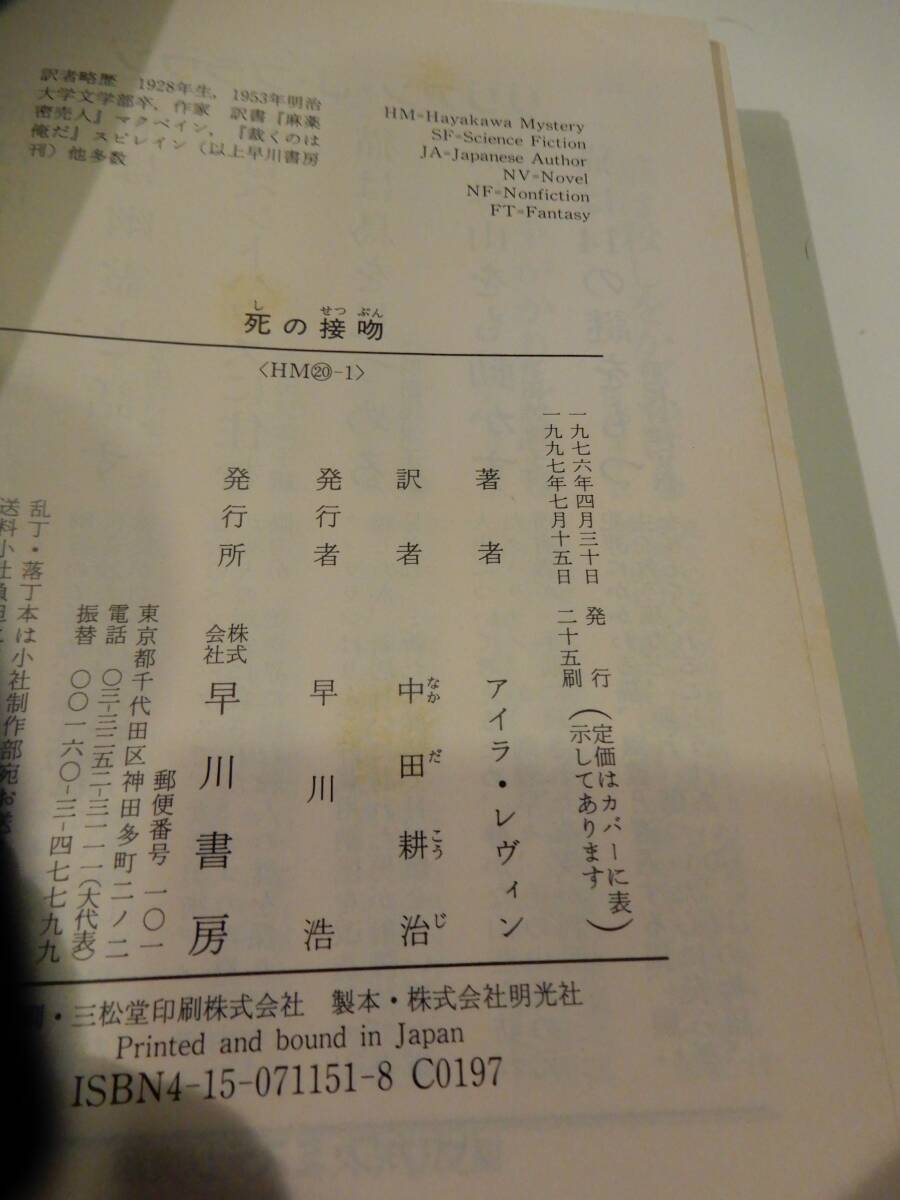 訳者略歴 1928年生,1953年明治
大学文学部卒,作家 訳書『麻薬
密売人』マクベイン,『裁くのは
俺だ』スピレイン(以上早川書房
刊)他多数
HM=Hayakawa Mystery
SF=Science Fiction
JA=Japanese Author
NV=Novel
NF=Nonfiction
FT=Fantasy
死の接吻
し せつ ぷん
〈HM⑳-1〉
一九七六年四月三十日 発行
一九九七年七月十五日 二十五刷
(定価はカバーに表
示してあります)
著者 アイラ・レヴィン
訳者 中田耕治
なか だ こう じ
発行者 早川浩
発行所 株式会社 早川書房
郵便番号 一〇一
東京都千代田区神田多町二ノ二
電話 〇三-三二五二-三一一一(大代表)
振替 〇〇一六〇-三-四七七九九
乱丁・落丁本は小社制作部宛お送
送料小社負担
・三松堂印刷株式会社 製本・株式会社明光社
Printed and bound in Japan
ISBN4-15-071151-8 C0197